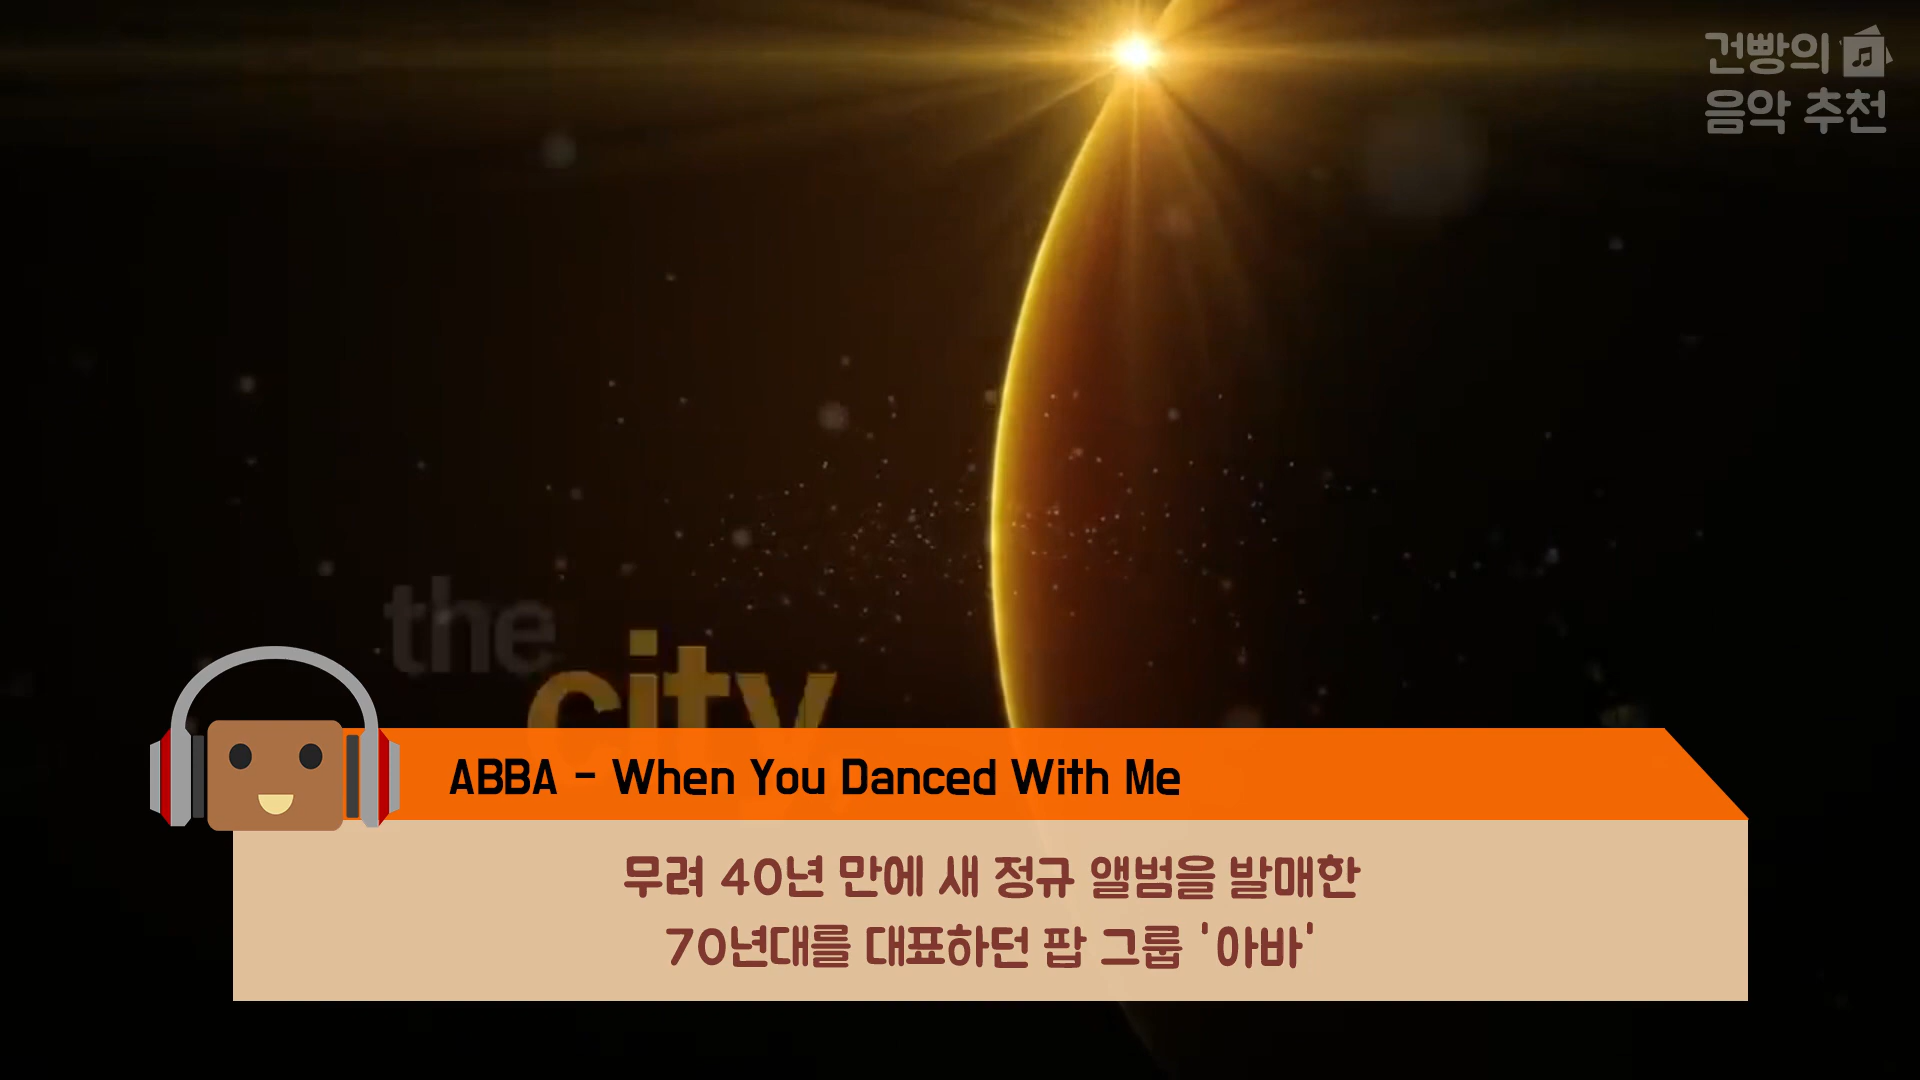 건빵의
음악 추천
the
city
ABBA - When You Danced With Me
무려 40년 만에 새 정규 앨범을 발매한
70년대를 대표하던 팝 그룹 '아바'